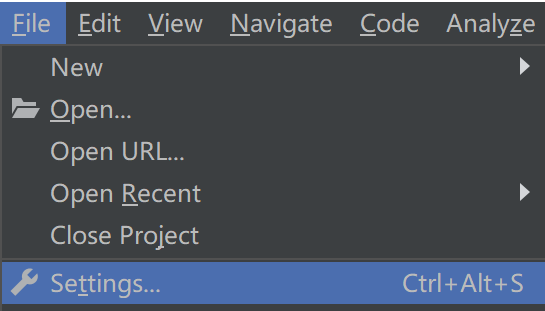 File Edit View Navigate Code Analyze
New
Open...
Open URL...
Open Recent
Close Project
Settings... Ctrl+Alt+S